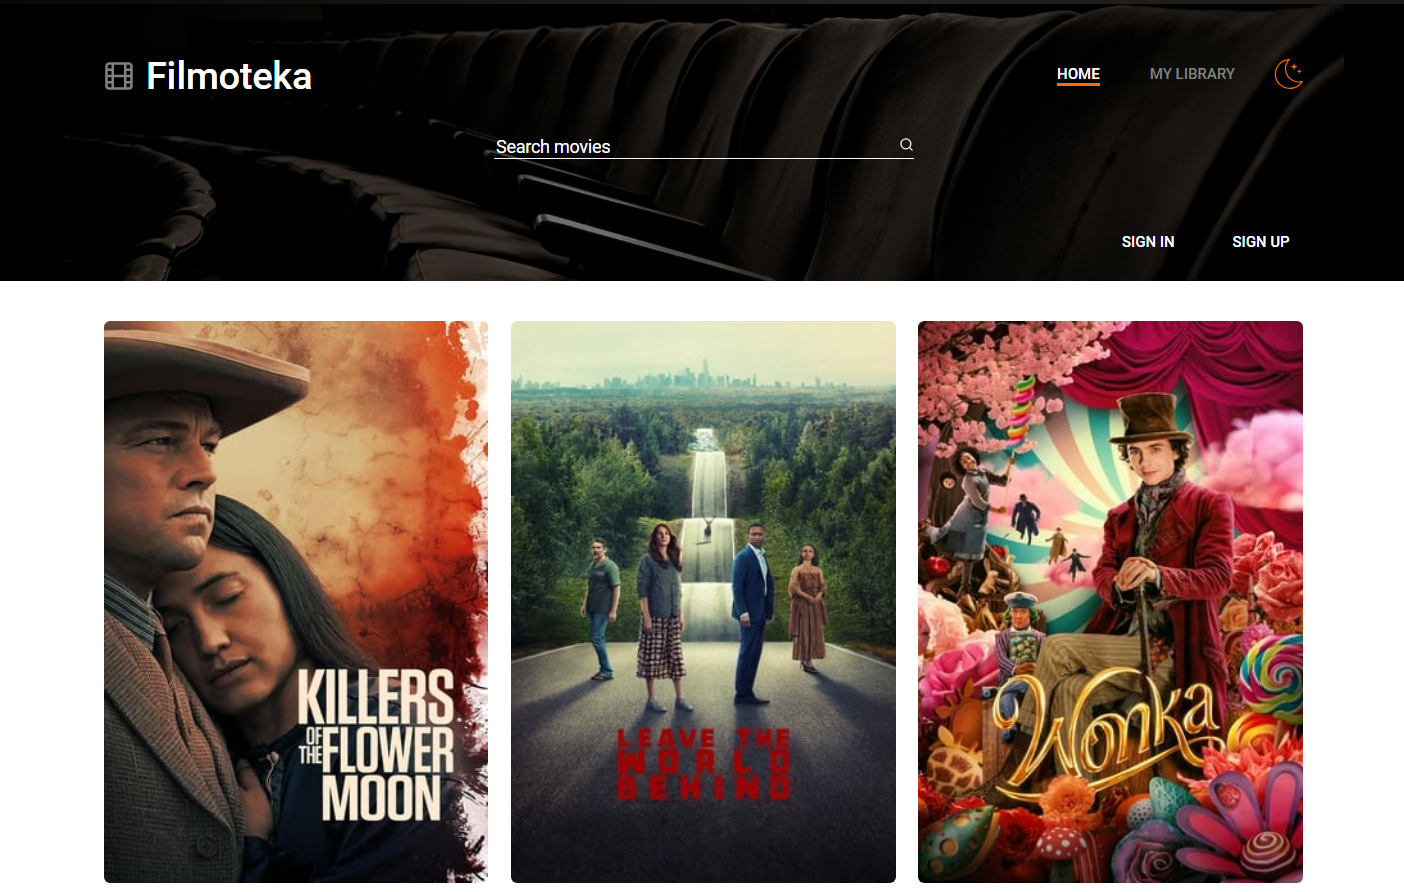 Filmoteka
HOME
MY LIBRARY
Search movies
SIGN IN
SIGN UP
KILLERS
OF
THE FLOWER
MOON
LEAVE THE
WORLD
BEHIND
Wonka